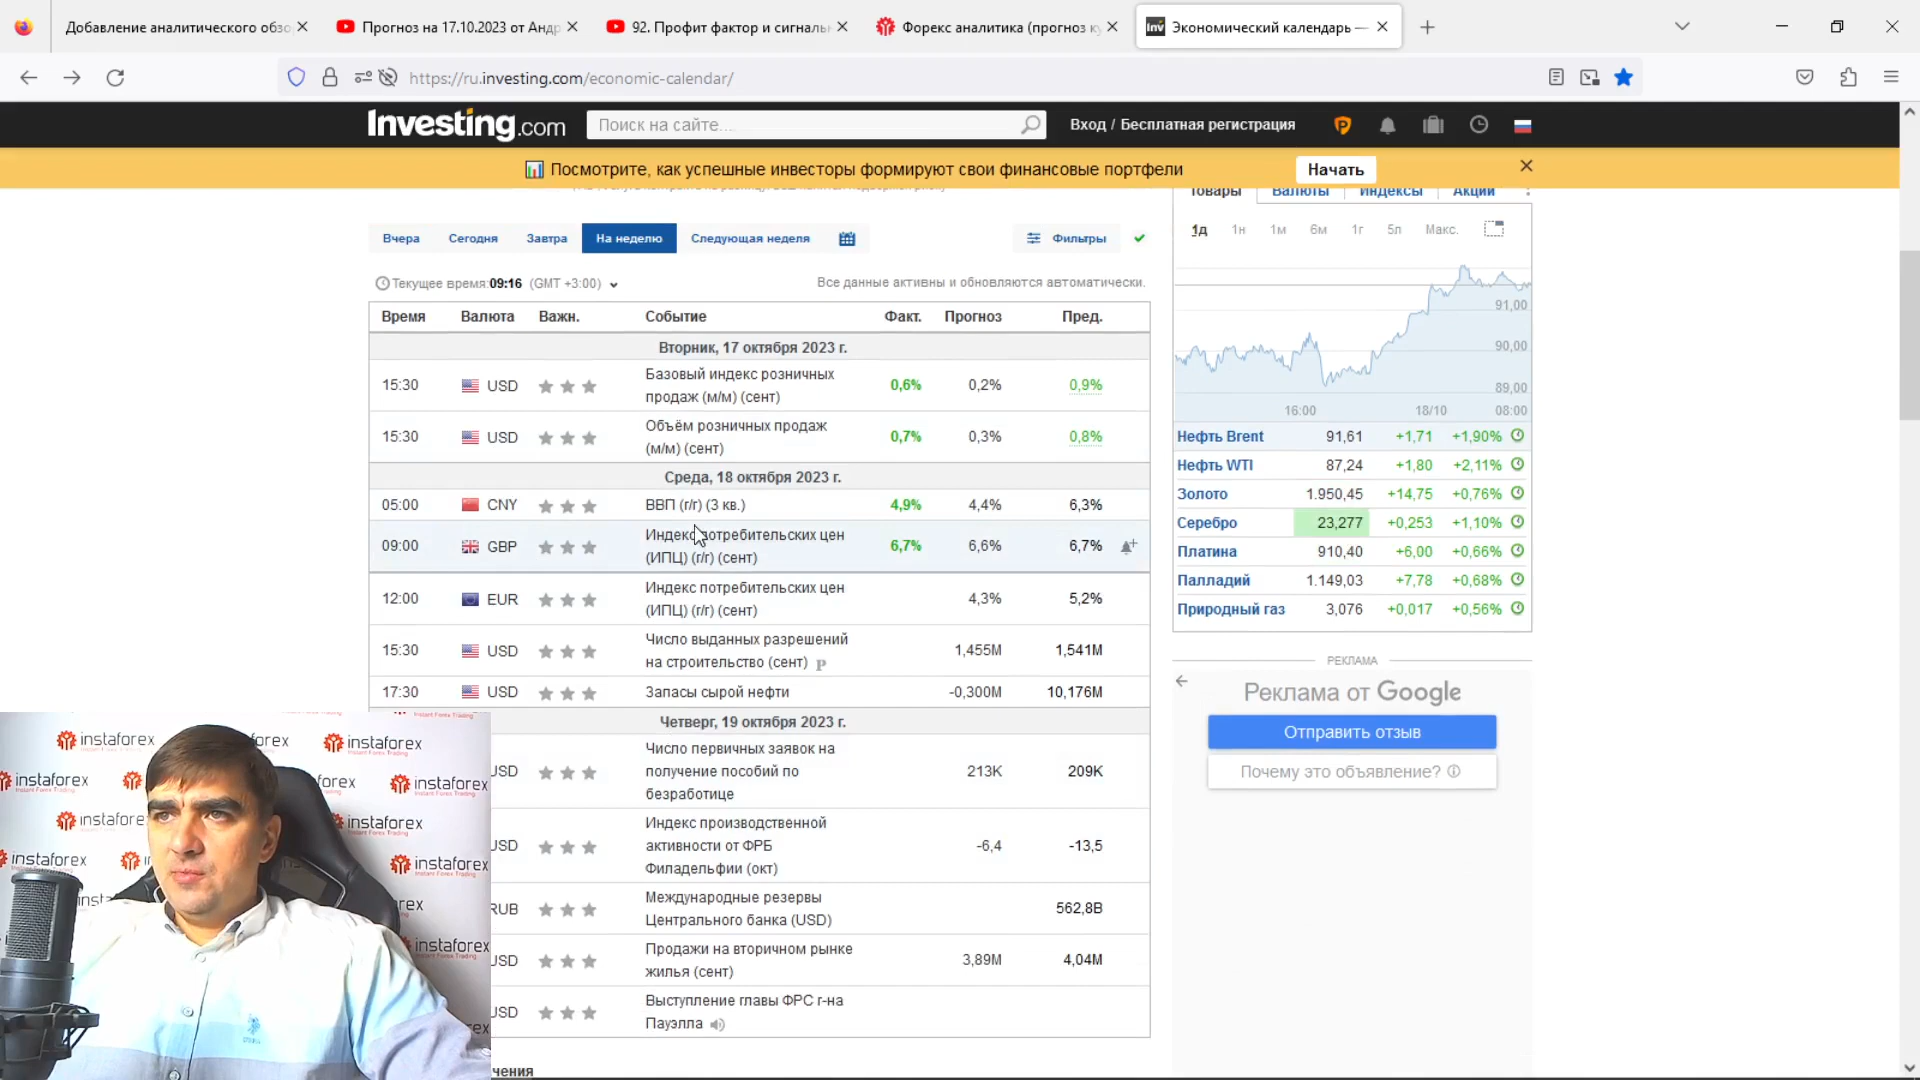 Добавление аналитического обзо
Прогноз на 17.10.2023 от Андр
92. Профит фактор и сигналь
Форекс аналитика (прогноз к
Экономический календарь —
https://ru.investing.com/economic-calendar/
Investing.com
Поиск на сайте...
Вход / Бесплатная регистрация
Посмотрите, как успешные инвесторы формируют свои финансовые портфели
Начать
Товары Валюты Индексы Акции
Вчера Сегодня Завтра На неделю Следующая неделя Фильтры
1д 1н 1м 6м 1г 5л Макс.
Текущее время:09:16 (GMT +3:00)
Все данные активны и обновляются автоматически.
Время Валюта Важн. Событие Факт. Прогноз Пред.
Вторник, 17 октября 2023 г.
15:30 USD Базовый индекс розничных
продаж (м/м) (сент) 0,6% 0,2% 0,9%
15:30 USD Объём розничных продаж
(м/м) (сент) 0,7% 0,3% 0,8%
Среда, 18 октября 2023 г.
05:00 CNY ВВП (г/г) (3 кв.) 4,9% 4,4% 6,3%
09:00 GBP Индекс потребительских цен
(ИПЦ) (г/г) (сент) 6,7% 6,6% 6,7%
12:00 EUR Индекс потребительских цен
(ИПЦ) (г/г) (сент) 4,3% 5,2%
15:30 USD Число выданных разрешений
на строительство (сент) P 1,455M 1,541M
17:30 USD Запасы сырой нефти -0,300M 10,176M
Четверг, 19 октября 2023 г.
USD Число первичных заявок на
получение пособий по
безработице 213K 209K
USD Индекс производственной
активности от ФРБ
Филадельфии (окт) -6,4 -13,5
RUB Международные резервы
Центрального банка (USD) 562,8B
USD Продажи на вторичном рынке
жилья (сент) 3,89M 4,04M
USD Выступление главы ФРС г-на
Пауэлла
чения
91,00
90,00
89,00
16:00 18/10 08:00
Нефть Brent 91,61 +1,71 +1,90%
Нефть WTI 87,24 +1,80 +2,11%
Золото 1.950,45 +14,75 +0,76%
Серебро 23,277 +0,253 +1,10%
Платина 910,40 +6,00 +0,66%
Палладий 1.149,03 +7,78 +0,68%
Природный газ 3,076 +0,017 +0,56%
РЕКЛАМА
Реклама от Google
Отправить отзыв
Почему это объявление?
instaforex
Instant Forex Trading